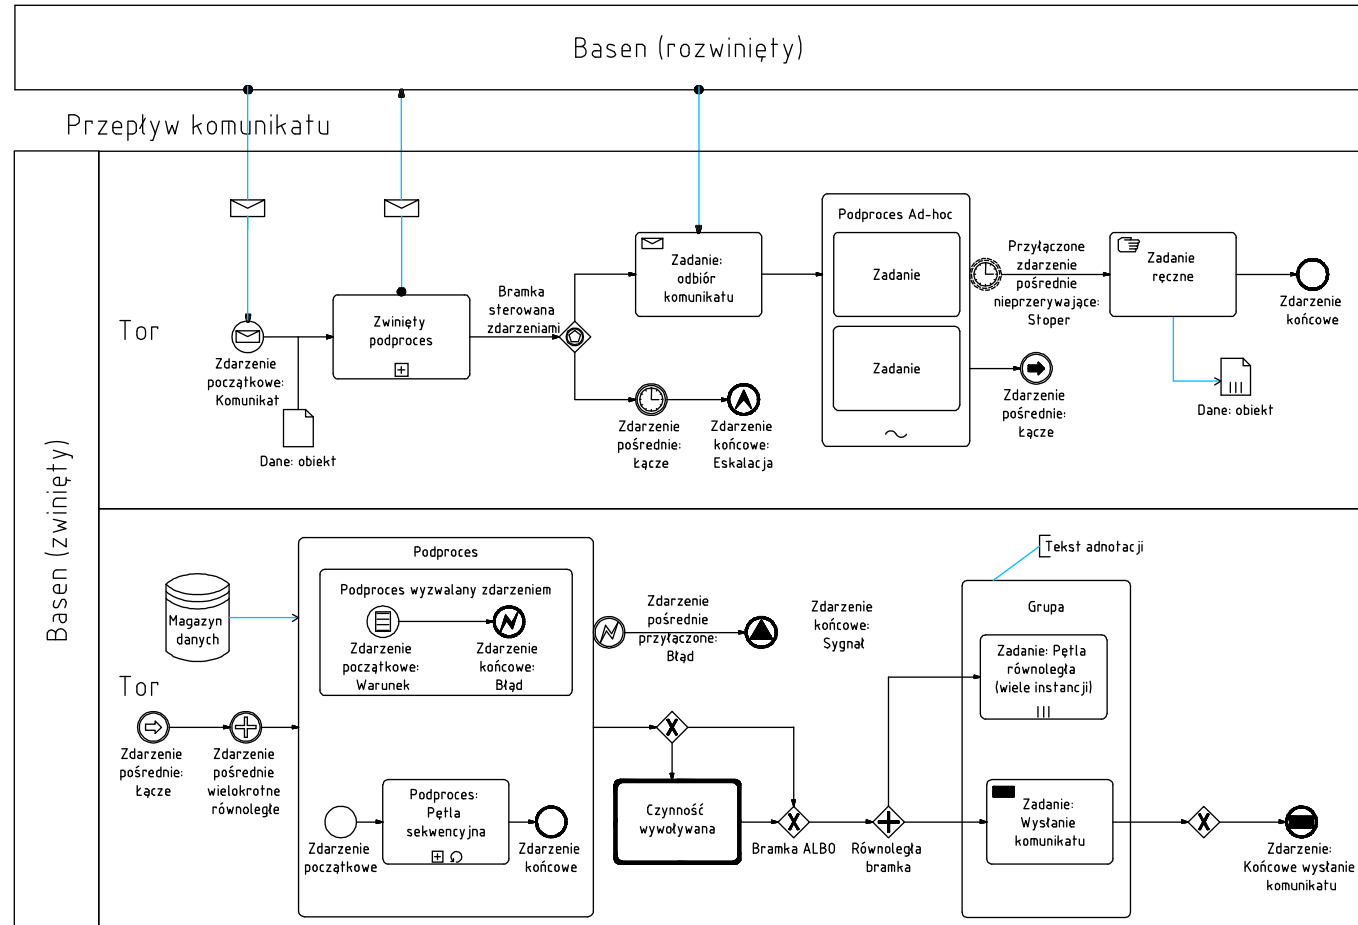 Basen (rozwinięty)
Przepływ komunikatu
Basen (zwinięty)
Tor
Zdarzenie
początkowe:
Komunikat
Dane: obiekt
Zwinięty
podproces
Bramka
sterowana
zdarzeniami
Zadanie:
odbiór
komunikatu
Zdarzenie
pośrednie:
Łącze
Zdarzenie
końcowe:
Eskalacja
Podproces Ad-hoc
Zadanie
Zadanie
Przyłączone
zdarzenie
pośrednie
nieprzerywające:
Stoper
Zdarzenie
pośrednie:
Łącze
Zadanie
ręczne
Zdarzenie
końcowe
Dane: obiekt
Tor
Magazyn
danych
Zdarzenie
pośrednie:
Łącze
Zdarzenie
pośrednie
wielokrotne
równoległe
Podproces
Podproces wyzwalany zdarzeniem
Zdarzenie
początkowe:
Warunek
Zdarzenie
końcowe:
Błąd
Zdarzenie
początkowe
Podproces:
Pętla
sekwencyjna
Zdarzenie
końcowe
Zdarzenie
pośrednie
przyłączone:
Błąd
Zdarzenie
końcowe:
Sygnał
Czynność
wywoływana
Bramka ALBO
Równoległa
bramka
Tekst adnotacji
Grupa
Zadanie: Pętla
równoległa
(wiele instancji)
Zadanie:
Wysłanie
komunikatu
Zdarzenie:
Końcowe wysłanie
komunikatu